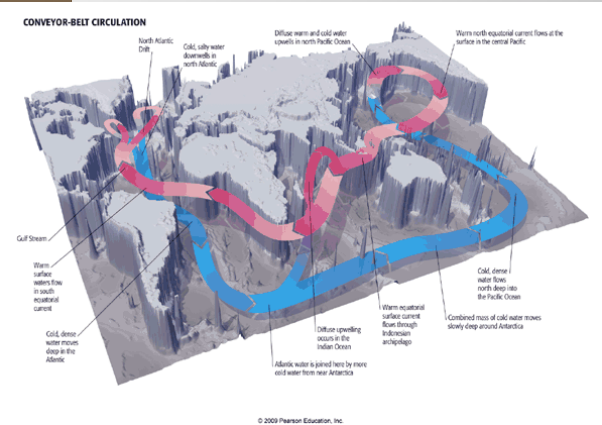 CONVEYOR-BELT CIRCULATION
North Atlantic
Drift
Cold, salty water
downwells in
north Atlantic
Diffuse warm and cold water
upwells in north Pacific Ocean
Warm north equatorial current flows at the
surface in the central Pacific
Gulf Stream
Warm
surface
waters flow
in south
equatorial
current
Cold, dense
water moves
deep in the
Atlantic
Atlantic water is joined here by more
cold water from near Antarctica
Diffuse upwelling
occurs in the
Indian Ocean
Warm equatorial
surface current
flows through
Indonesian
archipelago
Combined mass of cold water moves
slowly deep around Antarctica
Cold, dense
water flows
north deep into
the Pacific Ocean
© 2009 Pearson Education, Inc.